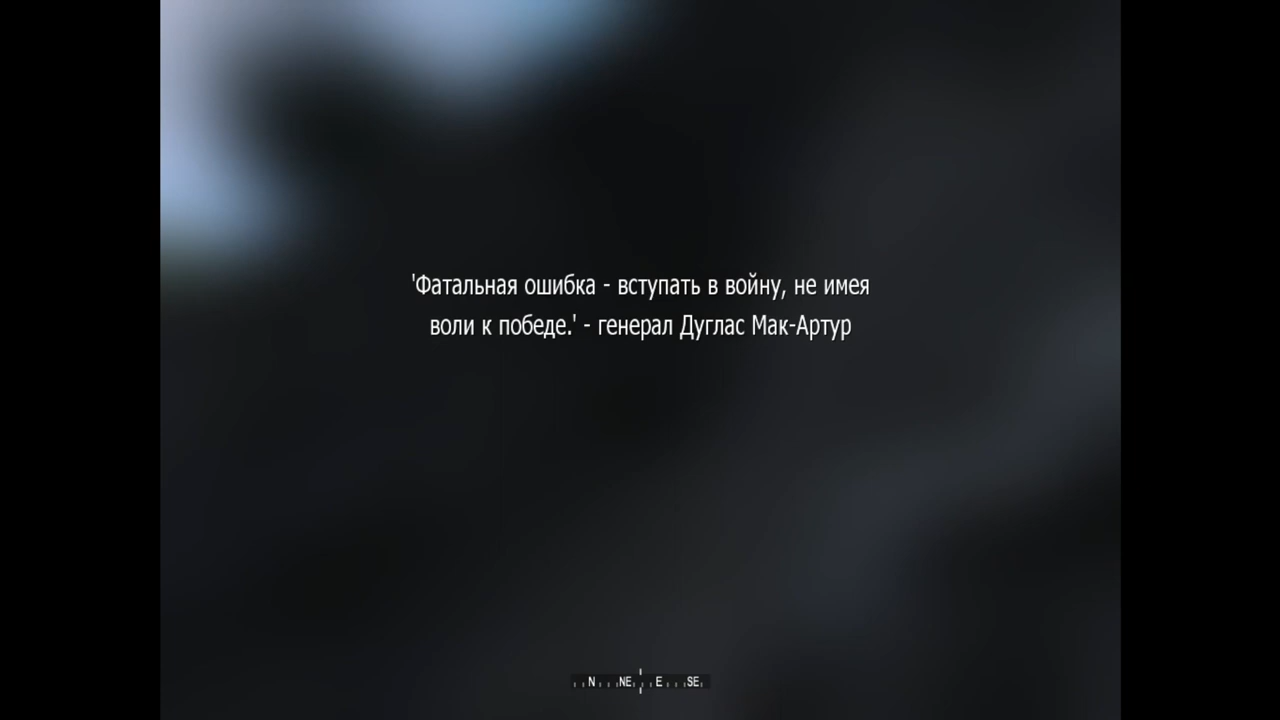 'Фатальная ошибка - вступать в войну, не имея
воли к победе.' - генерал Дуглас Мак-Артур
N NE E SE